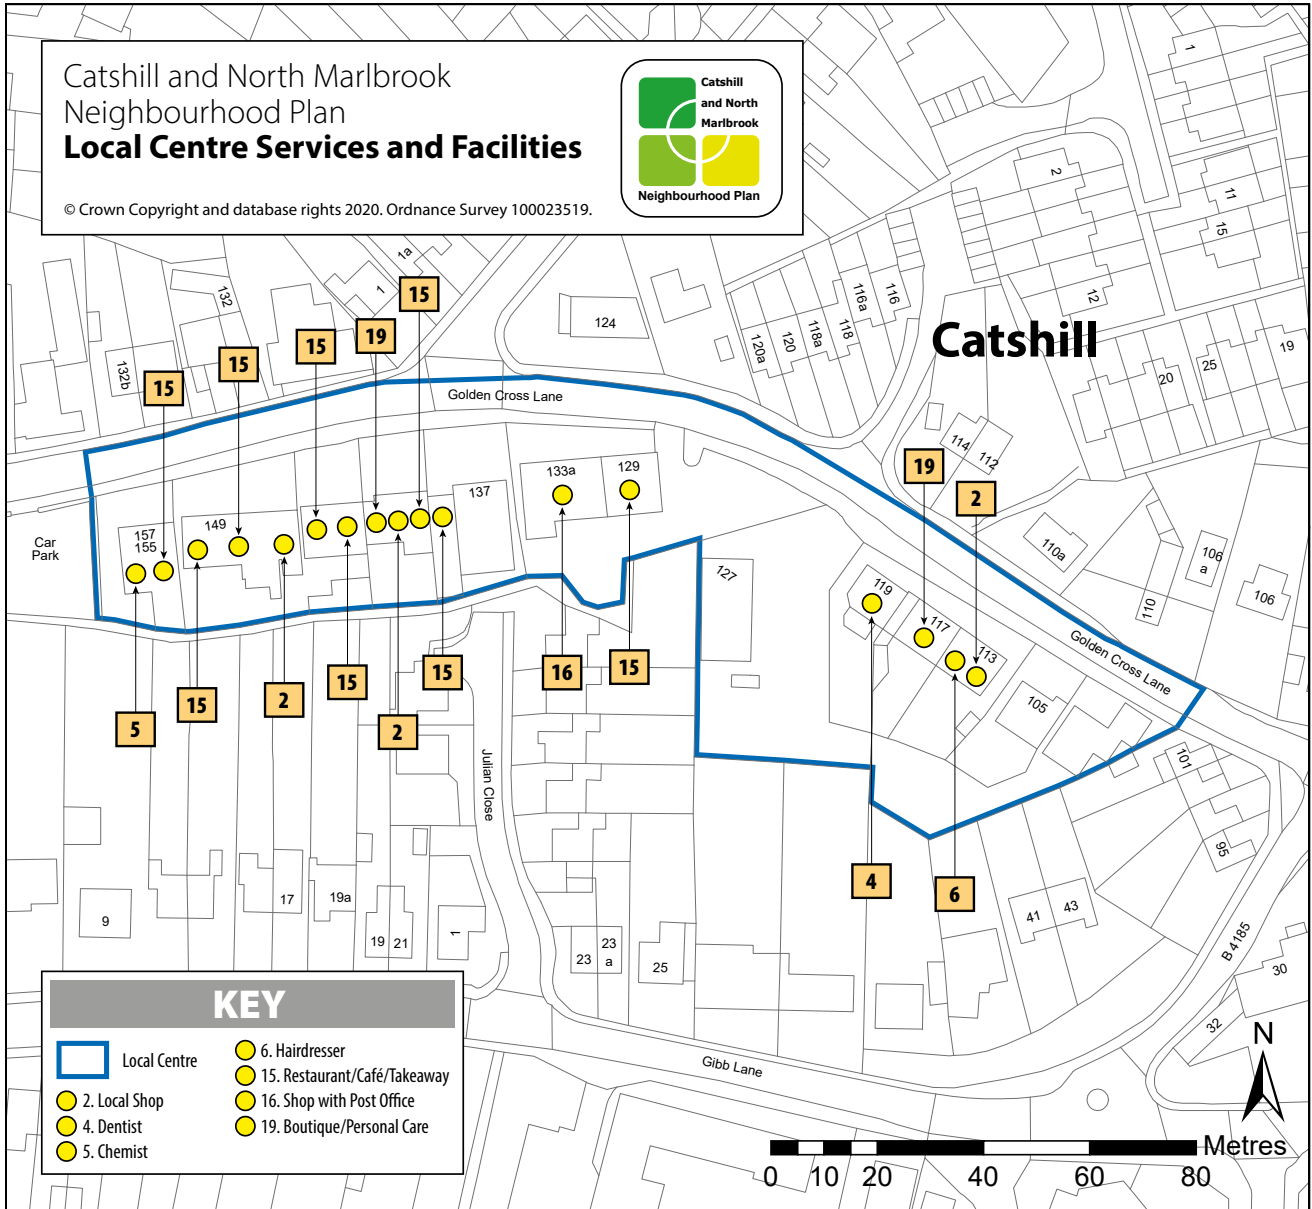 Catshill and North Marlbrook
Neighbourhood Plan
Local Centre Services and Facilities
© Crown Copyright and database rights 2020. Ordnance Survey 100023519.
Catshill
and North
Marlbrook
Neighbourhood Plan
1
2
11
15
12
19
20
25
1a
1
132
132b
124
120a
120
118a
118
116a
116
Catshill
15
19
15
15
15
Golden Cross Lane
114
112
19
2
110a
106
a
106
110
Car
Park
157
155
149
137
133a
129
127
119
117
113
105
Golden Cross Lane
101
95
5
15
2
15
2
15
16
15
4
6
Julian Close
9
17
19a
19
21
1
23
23
a
25
41
43
B 4185
30
32
Gibb Lane
KEY
Local Centre
2. Local Shop
4. Dentist
5. Chemist
6. Hairdresser
15. Restaurant/Café/Takeaway
16. Shop with Post Office
19. Boutique/Personal Care
N
Metres
0 10 20 40 60 80